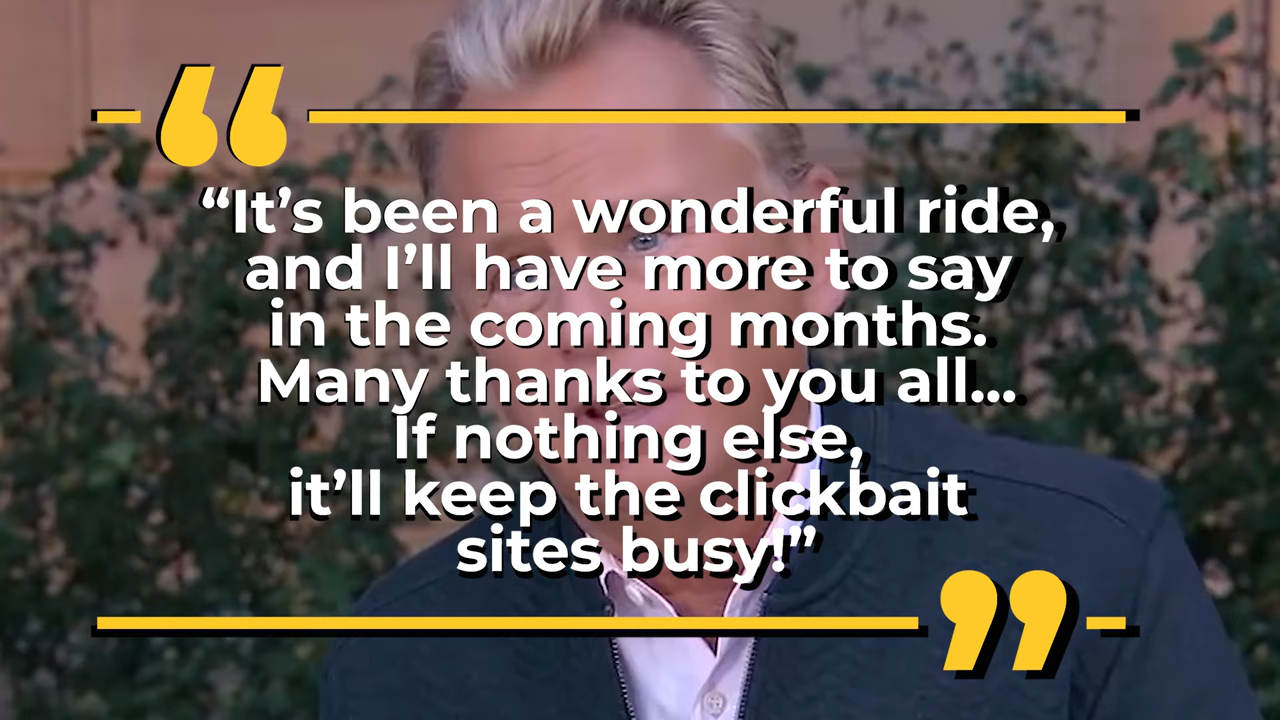 “It’s been a wonderful ride,
and I’ll have more to say
in the coming months.
Many thanks to you all...
If nothing else,
it’ll keep the clickbait
sites busy!”